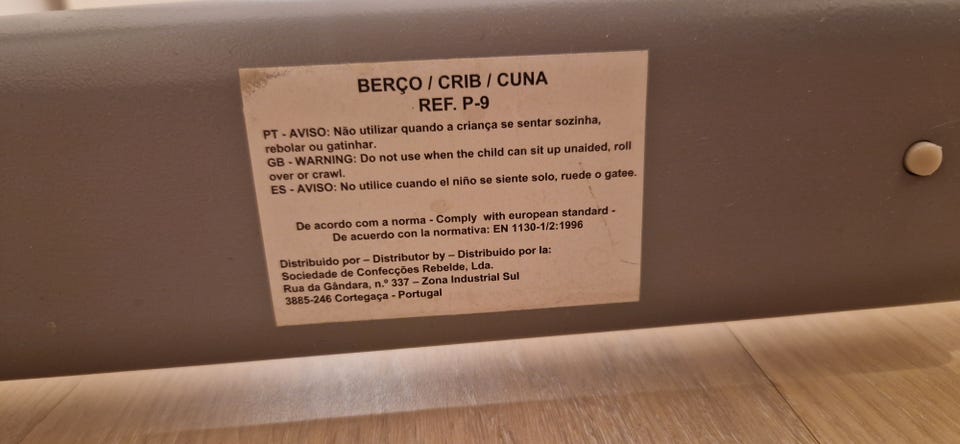 BERÇO / CRIB / CUNA
REF. P-9
PT - AVISO: Não utilizar quando a criança se sentar sozinha,
rebolar ou gatinhar.
GB - WARNING: Do not use when the child can sit up unaided, roll
over or crawl.
ES - AVISO: No utilice cuando el niño se siente solo, ruede o gatee.
De acordo com a norma - Comply with european standard -
De acuerdo con la normativa: EN 1130-1/2:1996
Distribuido por – Distributor by – Distribuido por la:
Sociedade de Confecções Rebelde, Lda.
Rua da Gândara, n.º 337 – Zona Industrial Sul
3885-246 Cortegaça - Portugal